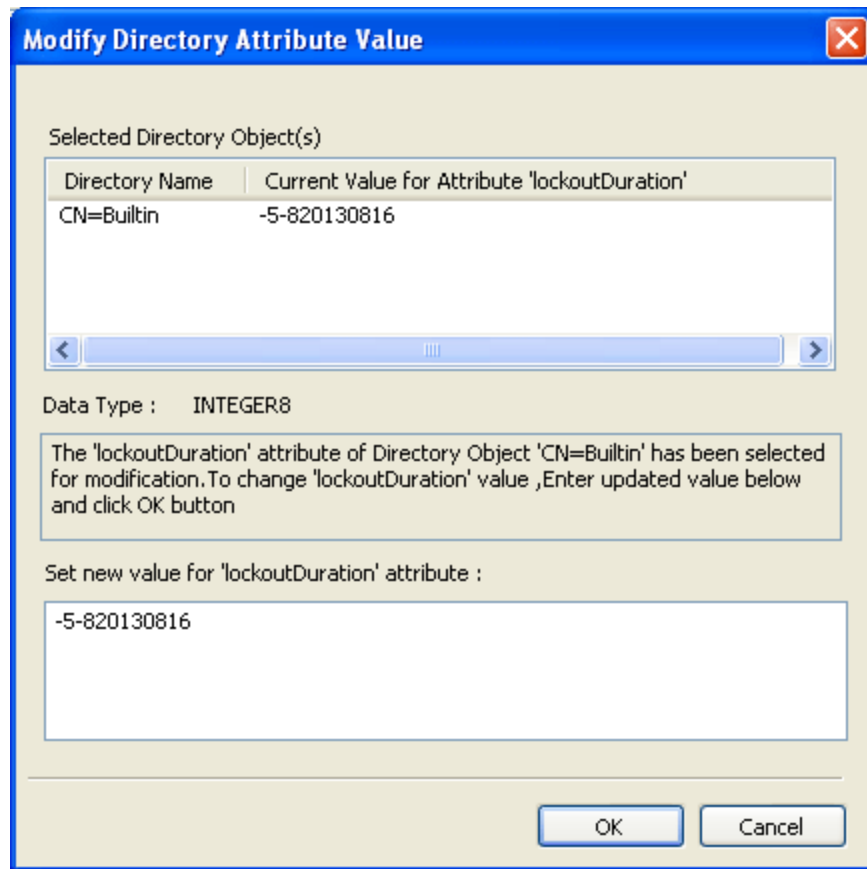 Modify Directory Attribute Value
Selected Directory Object(s)
Directory Name Current Value for Attribute 'lockoutDuration'
CN=Builtin -5-820130816
Data Type : INTEGER8
The 'lockoutDuration' attribute of Directory Object 'CN=Builtin' has been selected
for modification.To change 'lockoutDuration' value ,Enter updated value below
and click OK button
Set new value for 'lockoutDuration' attribute :
-5-820130816
OK Cancel